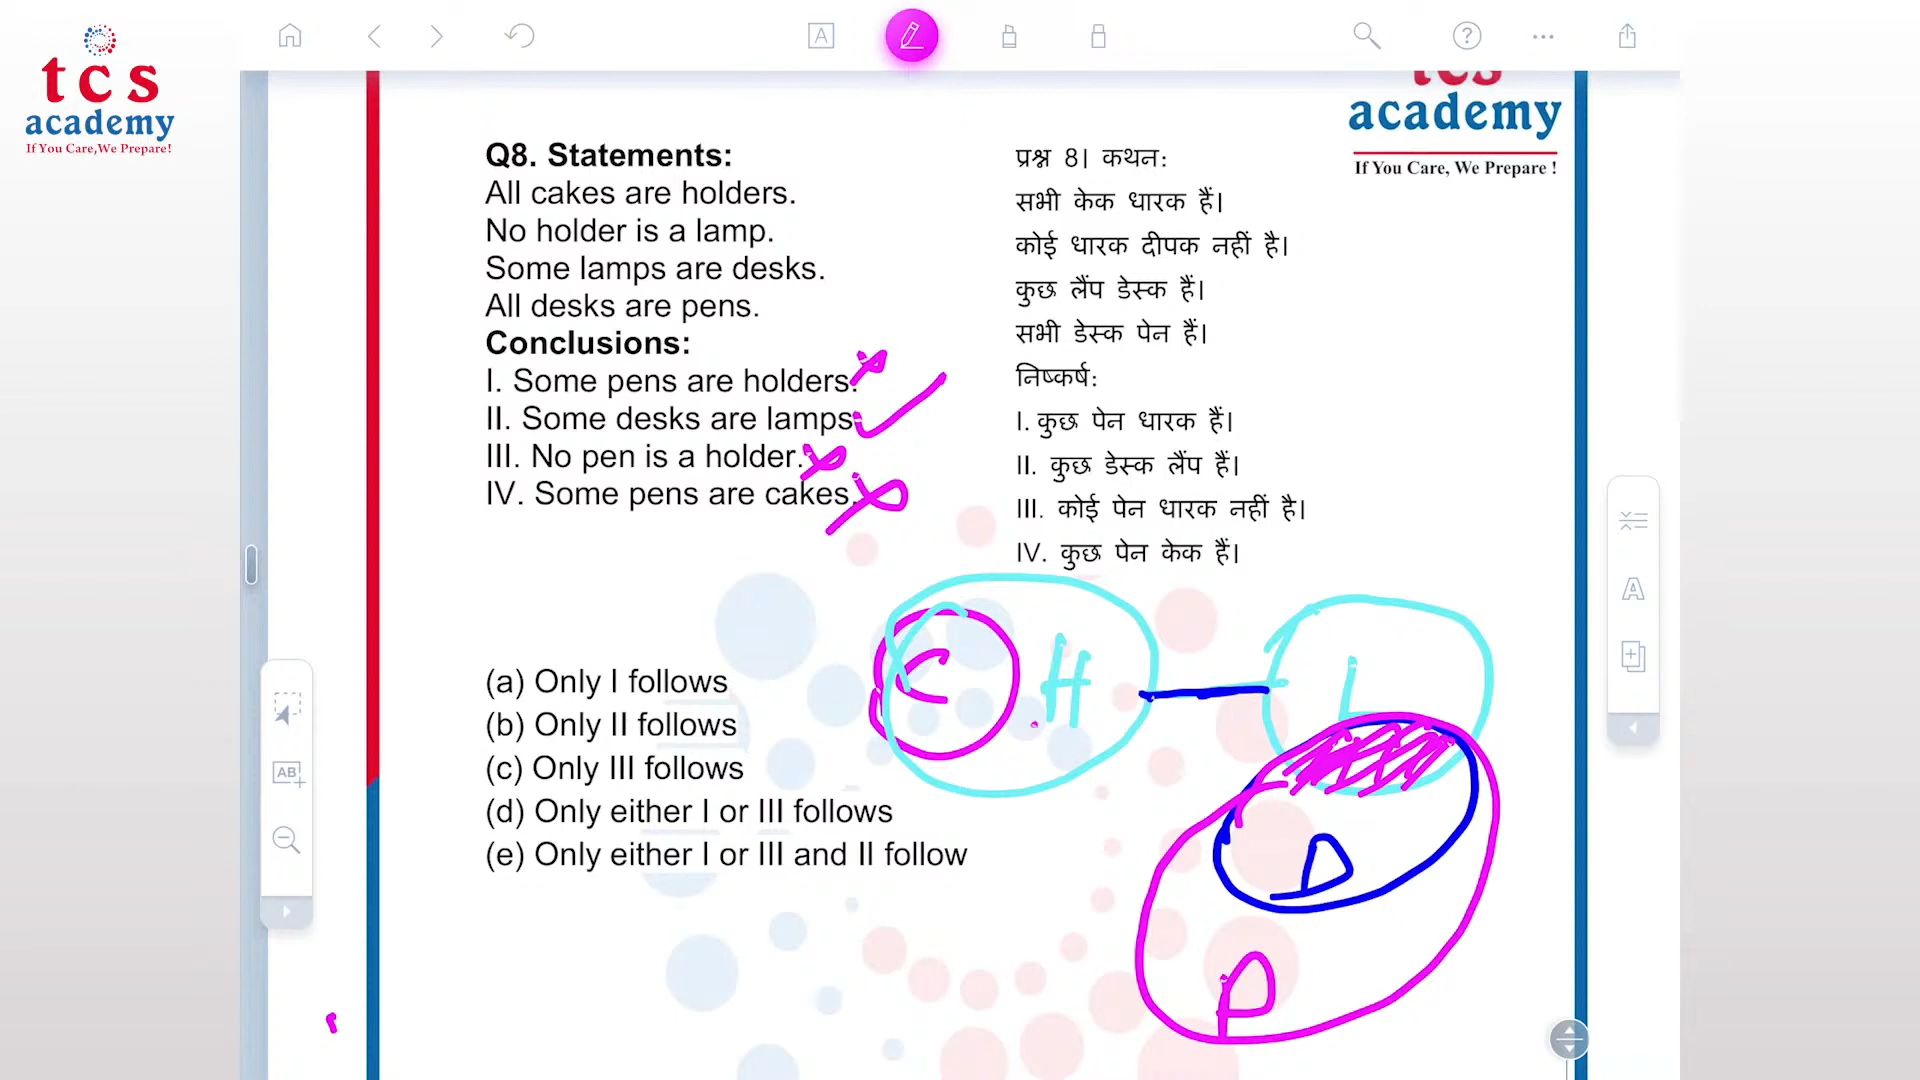 tcs
academy
If You Care,We Prepare!
A
?
tcs
academy
If You Care, We Prepare !
Q8. Statements:
All cakes are holders.
No holder is a lamp.
Some lamps are desks.
All desks are pens.
Conclusions:
I. Some pens are holders.
II. Some desks are lamps.
III. No pen is a holder.
IV. Some pens are cakes.
प्रश्न 8। कथन:
सभी केक धारक हैं।
कोई धारक दीपक नहीं है।
कुछ लैंप डेस्क हैं।
सभी डेस्क पेन हैं।
निष्कर्ष:
I. कुछ पेन धारक हैं।
II. कुछ डेस्क लैंप हैं।
III. कोई पेन धारक नहीं है।
IV. कुछ पेन केक हैं।
(a) Only I follows
(b) Only II follows
(c) Only III follows
(d) Only either I or III follows
(e) Only either I or III and II follow
C H L
D
P
AB
A